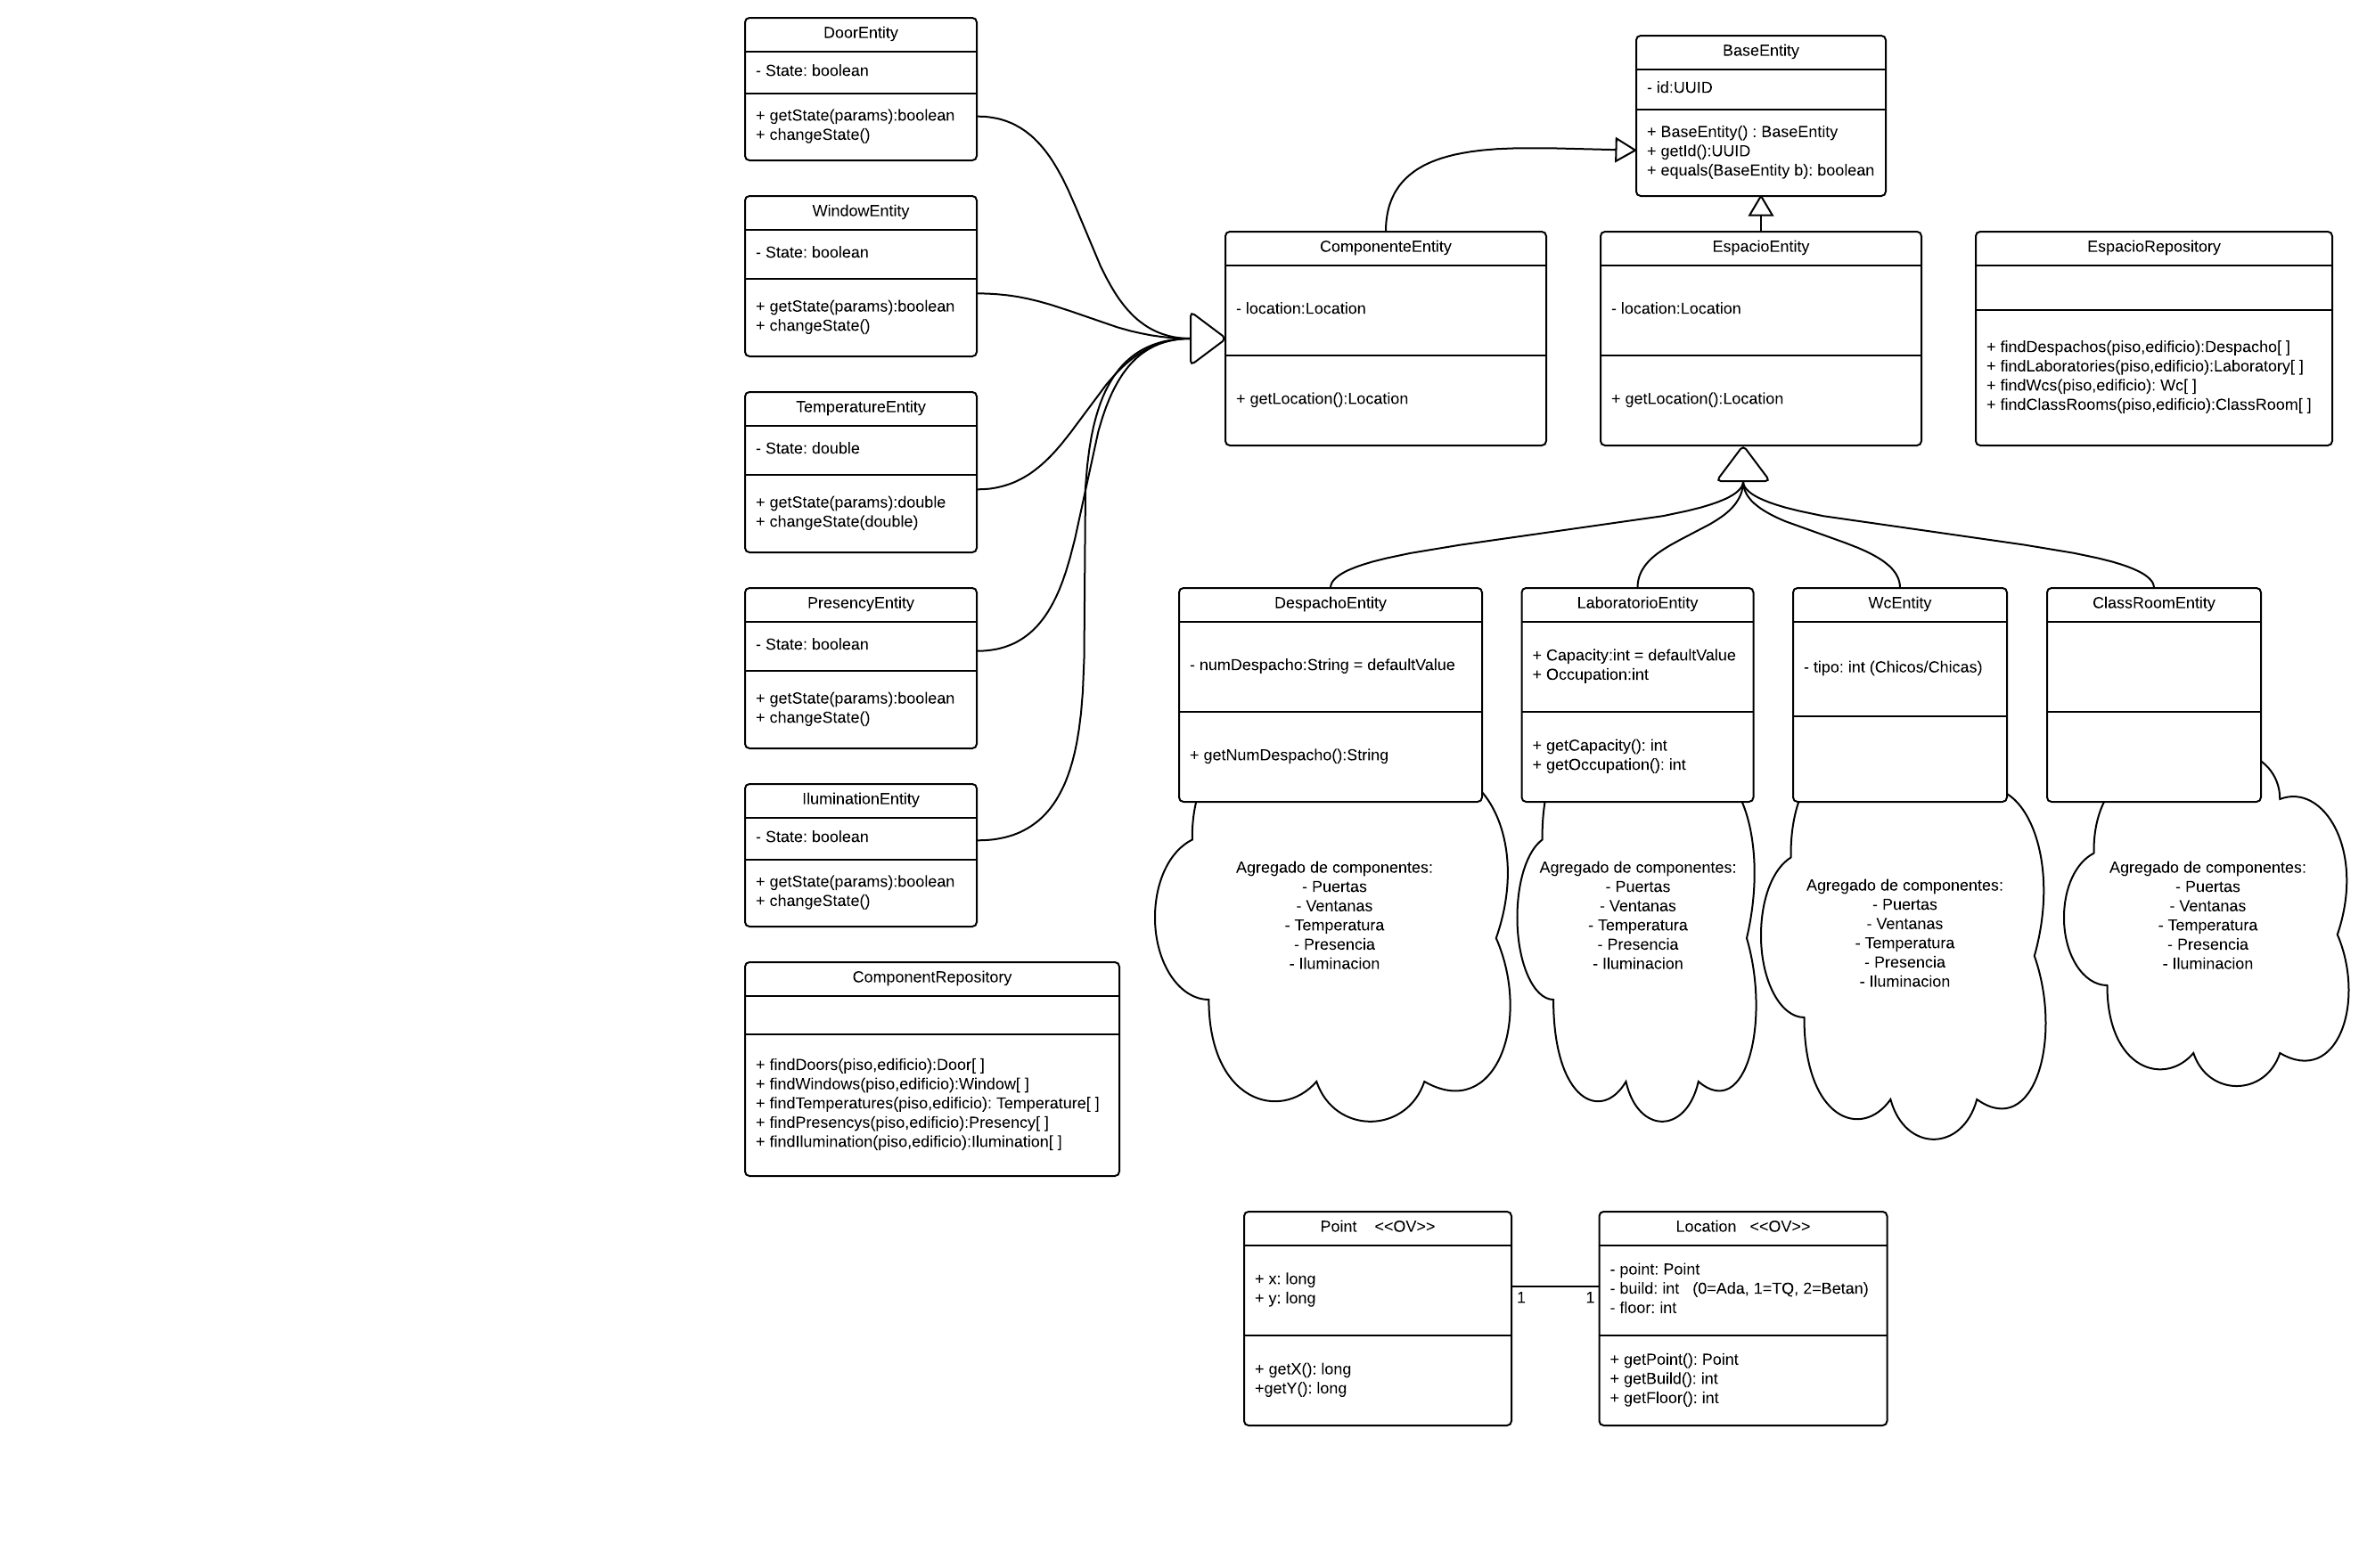 DoorEntity
- State: boolean
+ getState(params):boolean
+ changeState()
WindowEntity
- State: boolean
+ getState(params):boolean
+ changeState()
TemperatureEntity
- State: double
+ getState(params):double
+ changeState(double)
PresencyEntity
- State: boolean
+ getState(params):boolean
+ changeState()
IluminationEntity
- State: boolean
+ getState(params):boolean
+ changeState()
ComponentRepository
+ findDoors(piso,edificio):Door[ ]
+ findWindows(piso,edificio):Window[ ]
+ findTemperatures(piso,edificio): Temperature[ ]
+ findPresencys(piso,edificio):Presency[ ]
+ findIlumination(piso,edificio):Ilumination[ ]
BaseEntity
- id:UUID
+ BaseEntity() : BaseEntity
+ getId():UUID
+ equals(BaseEntity b): boolean
ComponenteEntity
- location:Location
+ getLocation():Location
EspacioEntity
- location:Location
+ getLocation():Location
EspacioRepository
+ findDespachos(piso,edificio):Despacho[ ]
+ findLaboratories(piso,edificio):Laboratory[ ]
+ findWcs(piso,edificio): Wc[ ]
+ findClassRooms(piso,edificio):ClassRoom[ ]
DespachoEntity
- numDespacho:String = defaultValue
+ getNumDespacho():String
Agregado de componentes:
- Puertas
- Ventanas
- Temperatura
- Presencia
- Iluminacion
LaboratorioEntity
+ Capacity:int = defaultValue
+ Occupation:int
+ getCapacity(): int
+ getOccupation(): int
Agregado de componentes:
- Puertas
- Ventanas
- Temperatura
- Presencia
- Iluminacion
WcEntity
- tipo: int (Chicos/Chicas)
Agregado de componentes:
- Puertas
- Ventanas
- Temperatura
- Presencia
- Iluminacion
ClassRoomEntity
Agregado de componentes:
- Puertas
- Ventanas
- Temperatura
- Presencia
- Iluminacion
Point <<OV>>
+ x: long
+ y: long
+ getX(): long
+getY(): long
1 1
Location <<OV>>
- point: Point
- build: int (0=Ada, 1=TQ, 2=Betan)
- floor: int
+ getPoint(): Point
+ getBuild(): int
+ getFloor(): int